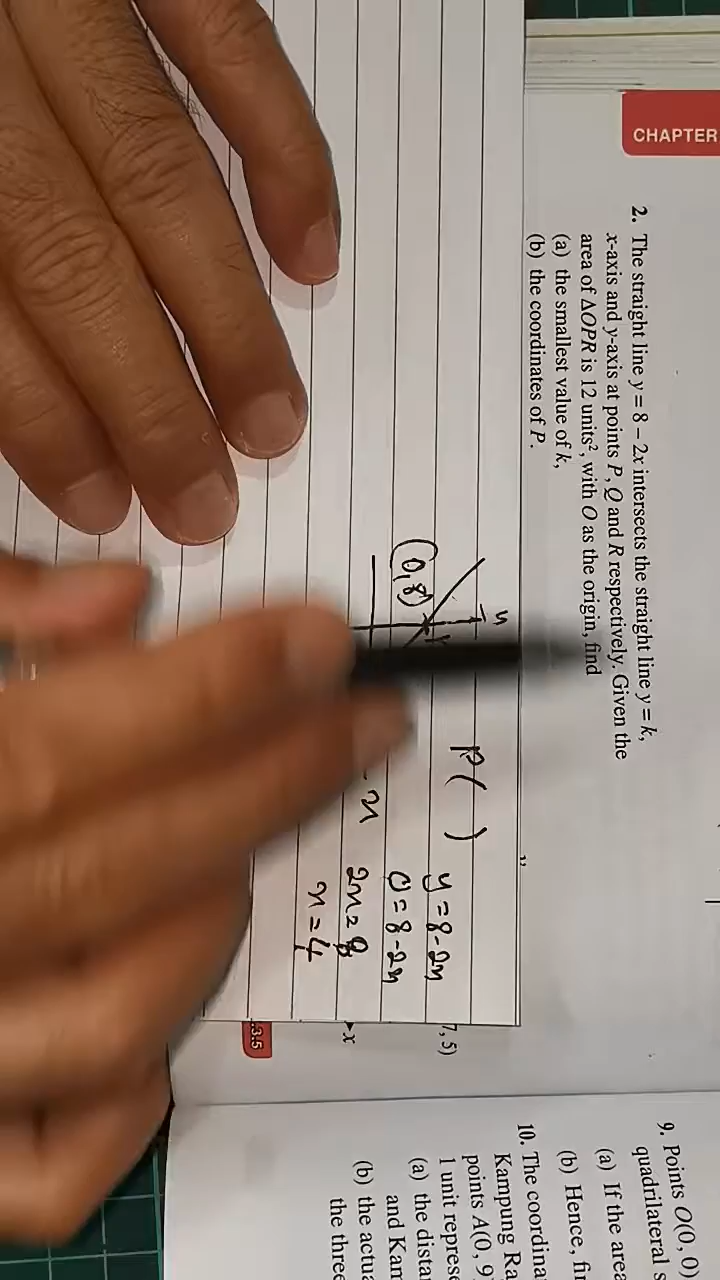 CHAPTER
2. The straight line y = 8 – 2x intersects the straight line y = k,
x-axis and y-axis at points P, Q and R respectively. Given the
area of ΔOPR is 12 units², with O as the origin, find
(a) the smallest value of k,
(b) the coordinates of P.
y
(0,8)
P( )
x
y = 8-2x
0 = 8-2x
2x = 8
x = 4
7, 5)
x
3.5
9. Points O(0, 0)
quadrilateral s
(a) If the area
(b) Hence, fin
10. The coordina
Kampung Ra
points A(0, 9
1 unit represe
(a) the distan
and Kam
(b) the actua
the three